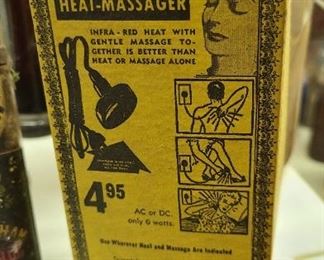 HEAT-MASSAGER
INFRA-RED HEAT WITH
GENTLE MASSAGE TO-
GETHER IS BETTER THAN
HEAT OR MASSAGE ALONE
4.95
AC or DC.
only 6 watts.
Use Wherever Heat and Massage Are Indicated